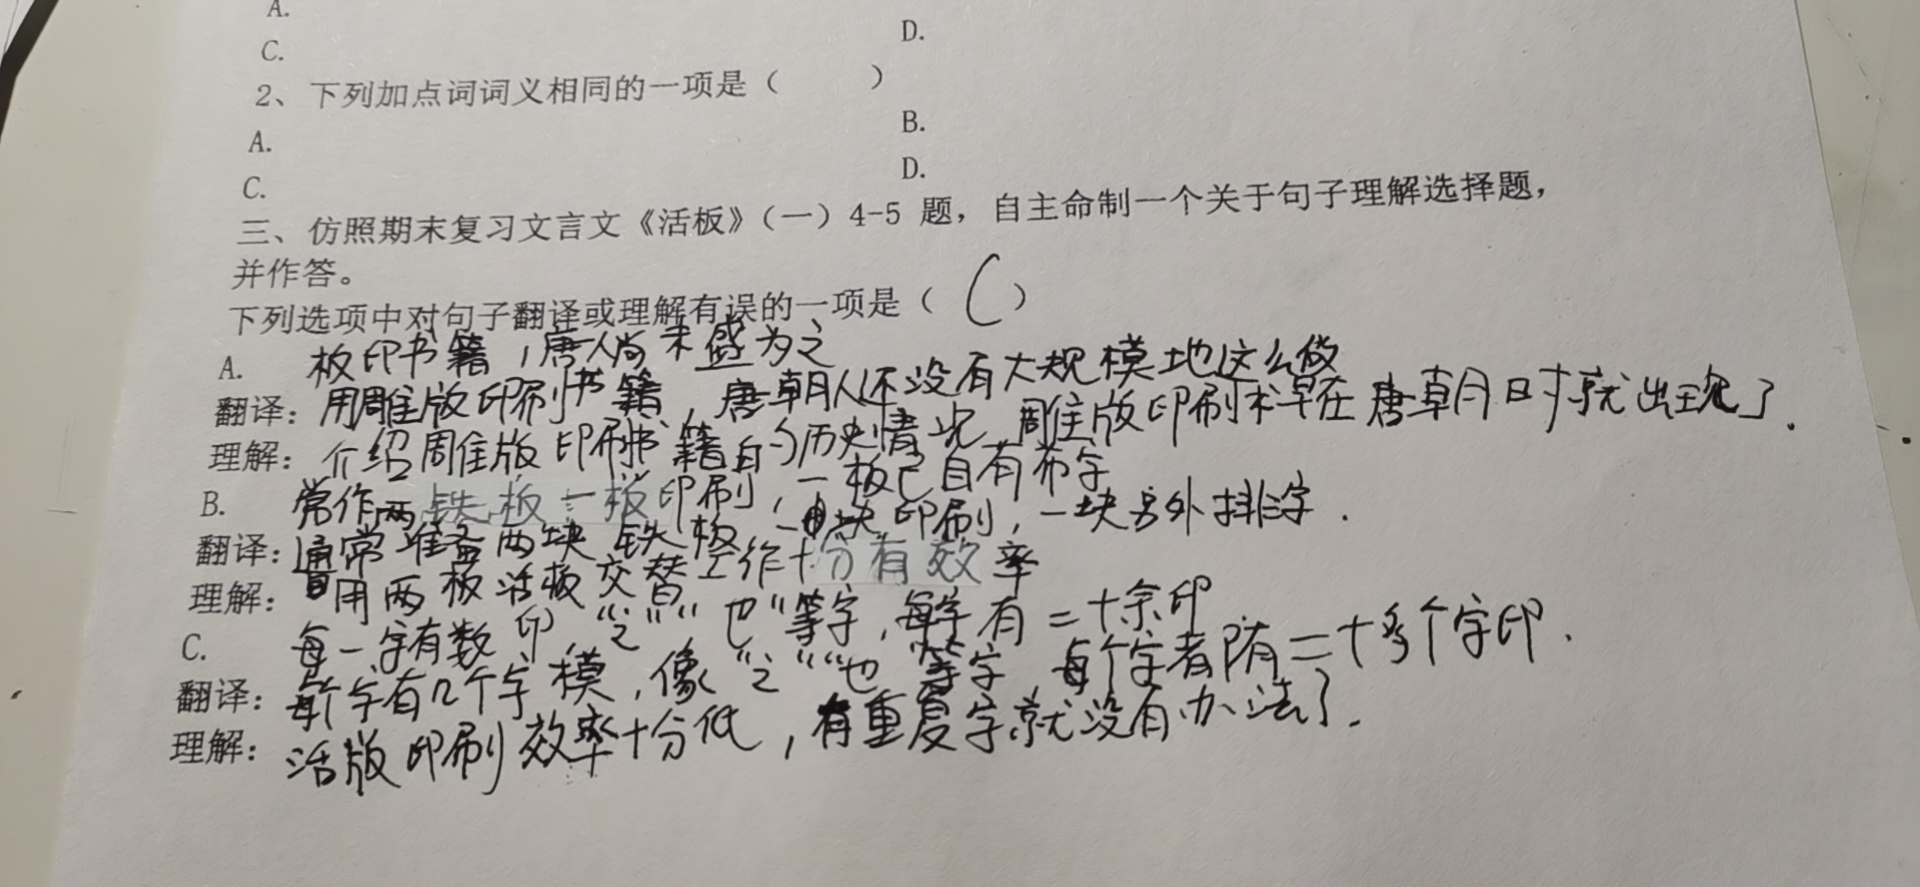 A.
D.
C.
2、下列加点词词义相同的一项是（ ）
A.
B.
C.
D.
三、仿照期末复习文言文《活板》（一）4-5 题，自主命制一个关于句子理解选择题，
并作答。
下列选项中对句子翻译或理解有误的一项是（ C ）
A. 板印书籍，唐人尚未盛为之
翻译：用雕版印刷书籍，唐朝人还没有大规模地这么做
理解：介绍雕版印刷书籍的历史情况 雕版印刷术早在唐朝时就出现了.
B. 常作两铁板一板印刷，一板已自有布字
翻译：通常准备两块铁板 一块印刷，一块另外排字.
理解：用两板活板交替工作十分有效率
C. 每一字有数印，“之”“也”等字，每字有二十余印
翻译：每个字有几个字模，像“之”“也”等字，每个字都有二十多个字印.
理解：活版印刷效率十分低，有重复字就没有办法了.